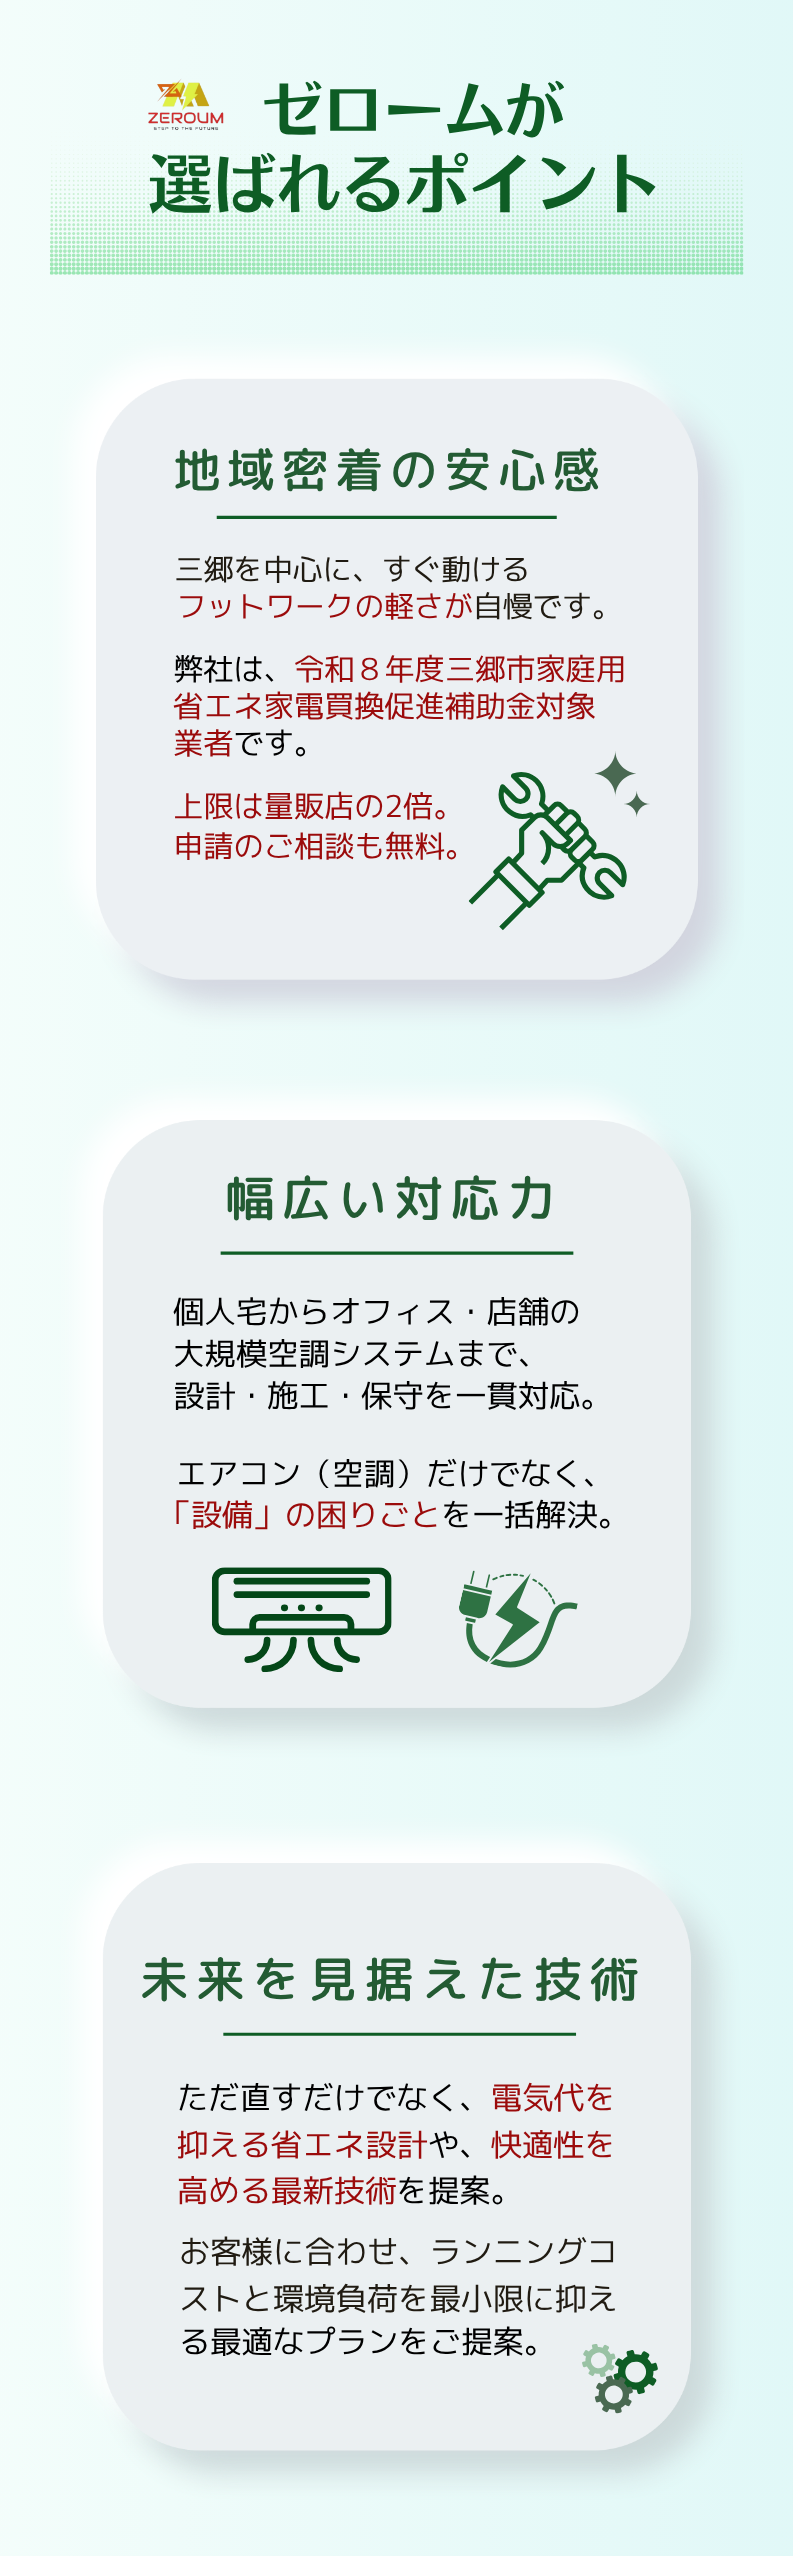 ZEROUM
STEP TO THE FUTURE
ゼロームが
選ばれるポイント
地域密着の安心感
三郷を中心に、すぐ動ける
フットワークの軽さが自慢です。
弊社は、令和８年度三郷市家庭用
省エネ家電買換促進補助金対象
業者です。
上限は量販店の2倍。
申請のご相談も無料。
幅広い対応力
個人宅からオフィス・店舗の
大規模空調システムまで、
設計・施工・保守を一貫対応。
エアコン（空調）だけでなく、
「設備」の困りごとを一括解決。
未来を見据えた技術
ただ直すだけでなく、電気代を
抑える省エネ設計や、快適性を
高める最新技術を提案。
お客様に合わせ、ランニングコ
ストと環境負荷を最小限に抑え
る最適なプランをご提案。